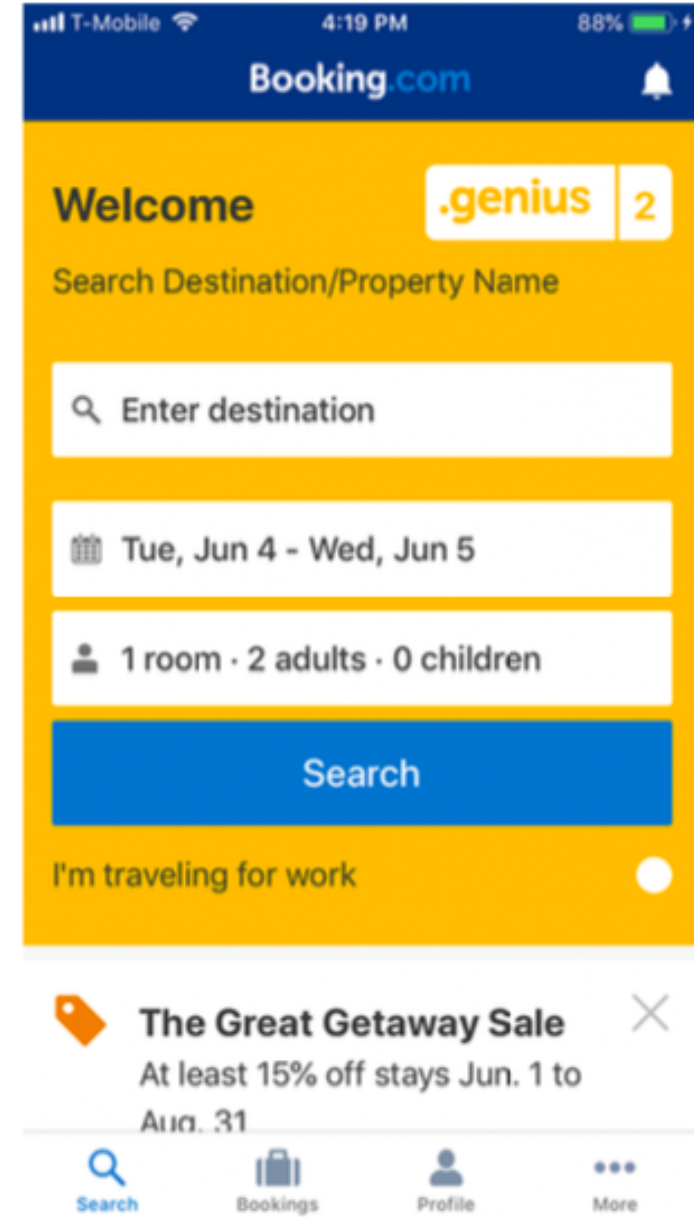 T-Mobile 4:19 PM 88%
Booking.com
Welcome .genius 2
Search Destination/Property Name
Enter destination
Tue, Jun 4 - Wed, Jun 5
1 room · 2 adults · 0 children
Search
I'm traveling for work
The Great Getaway Sale
At least 15% off stays Jun. 1 to
Aug. 31
Search Bookings Profile More